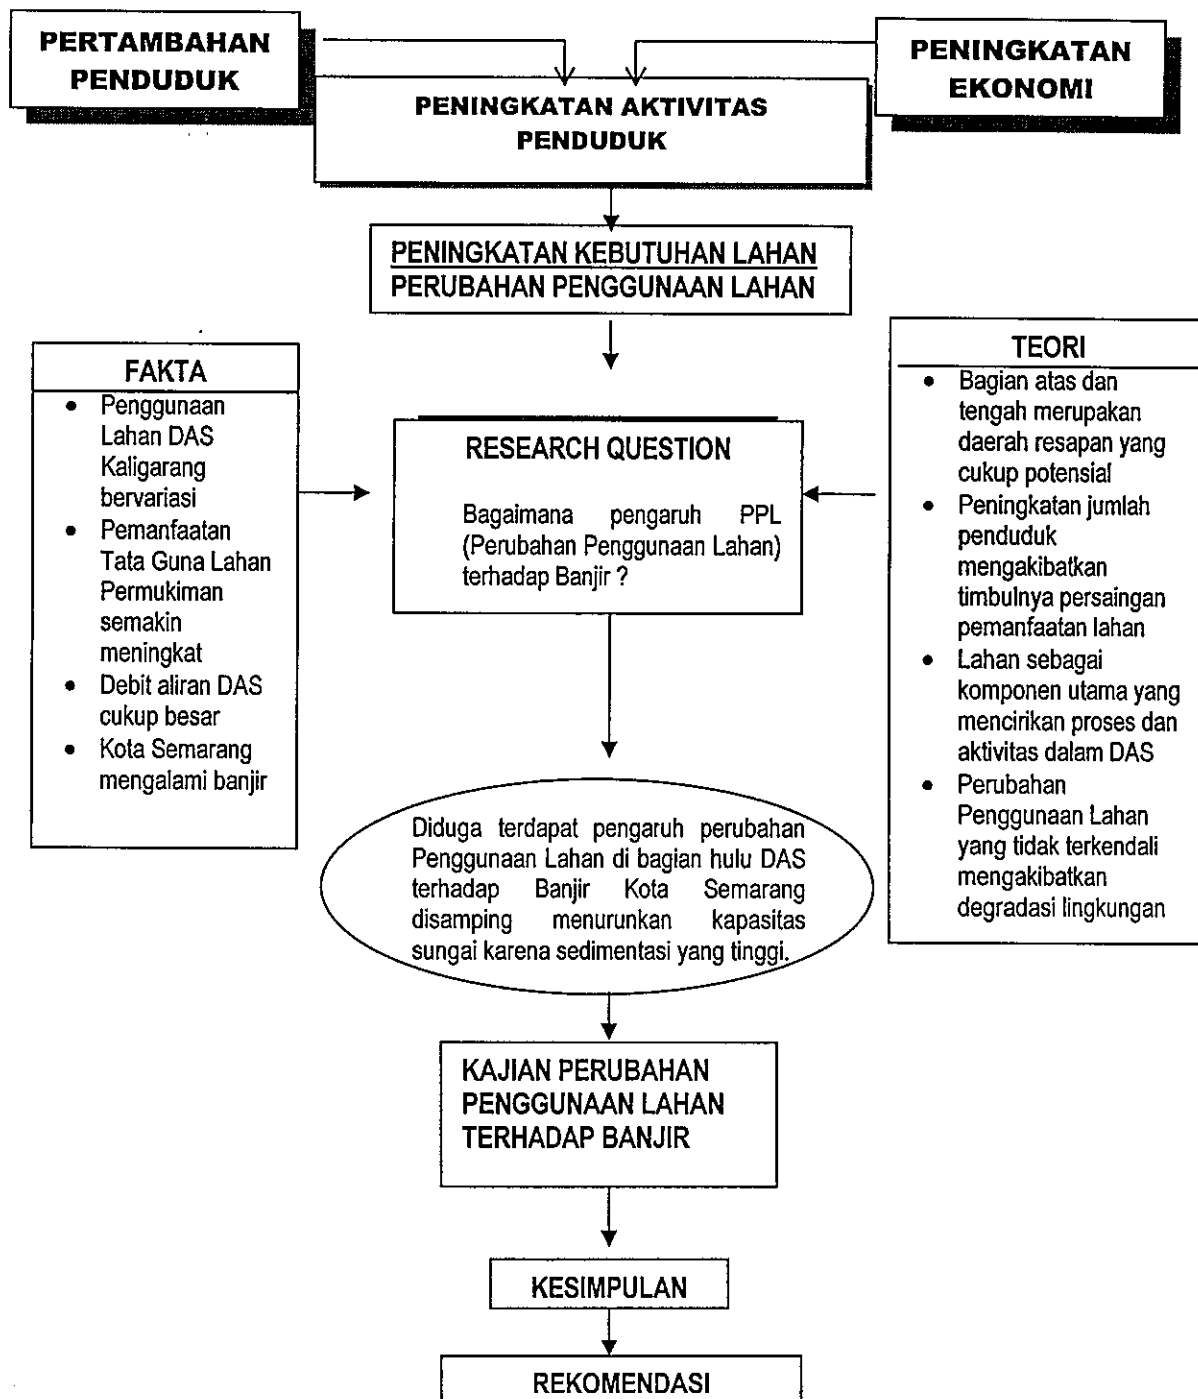 PERTAMBAHAN
PENDUDUK
PENINGKATAN
EKONOMI
PENINGKATAN AKTIVITAS
PENDUDUK
PENINGKATAN KEBUTUHAN LAHAN
PERUBAHAN PENGGUNAAN LAHAN
FAKTA
• Penggunaan
Lahan DAS
Kaligarang
bervariasi
• Pemanfaatan
Tata Guna Lahan
Permukiman
semakin
meningkat
• Debit aliran DAS
cukup besar
• Kota Semarang
mengalami banjir
RESEARCH QUESTION
Bagaimana pengaruh PPL
(Perubahan Penggunaan Lahan)
terhadap Banjir ?
TEORI
• Bagian atas dan
tengah merupakan
daerah resapan yang
cukup potensial
• Peningkatan jumlah
penduduk
mengakibatkan
timbulnya persaingan
pemanfaatan lahan
• Lahan sebagai
komponen utama yang
mencirikan proses dan
aktivitas dalam DAS
• Perubahan
Penggunaan Lahan
yang tidak terkendali
mengakibatkan
degradasi lingkungan
Diduga terdapat pengaruh perubahan
Penggunaan Lahan di bagian hulu DAS
terhadap Banjir Kota Semarang
disamping menurunkan kapasitas
sungai karena sedimentasi yang tinggi.
KAJIAN PERUBAHAN
PENGGUNAAN LAHAN
TERHADAP BANJIR
KESIMPULAN
REKOMENDASI